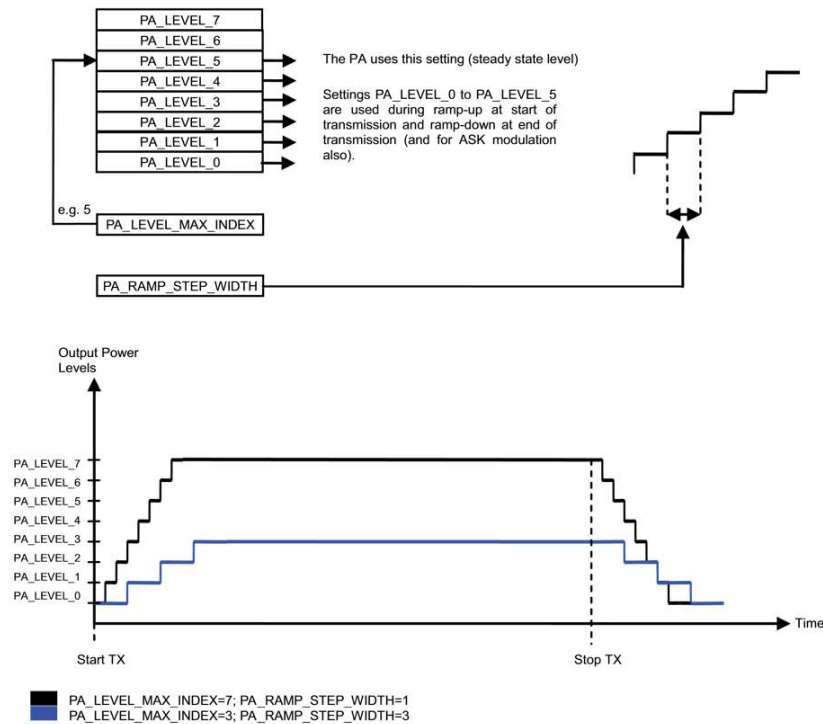 PA_LEVEL_7
PA_LEVEL_6
PA_LEVEL_5
PA_LEVEL_4
PA_LEVEL_3
PA_LEVEL_2
PA_LEVEL_1
PA_LEVEL_0
The PA uses this setting (steady state level)
Settings PA_LEVEL_0 to PA_LEVEL_5
are used during ramp-up at start of
transmission and ramp-down at end of
transmission (and for ASK modulation
also).
e.g. 5
PA_LEVEL_MAX_INDEX
PA_RAMP_STEP_WIDTH
Output Power
Levels
PA_LEVEL_7
PA_LEVEL_6
PA_LEVEL_5
PA_LEVEL_4
PA_LEVEL_3
PA_LEVEL_2
PA_LEVEL_1
PA_LEVEL_0
Time
Start TX
Stop TX
PA_LEVEL_MAX_INDEX=7; PA_RAMP_STEP_WIDTH=1
PA_LEVEL_MAX_INDEX=3; PA_RAMP_STEP_WIDTH=3